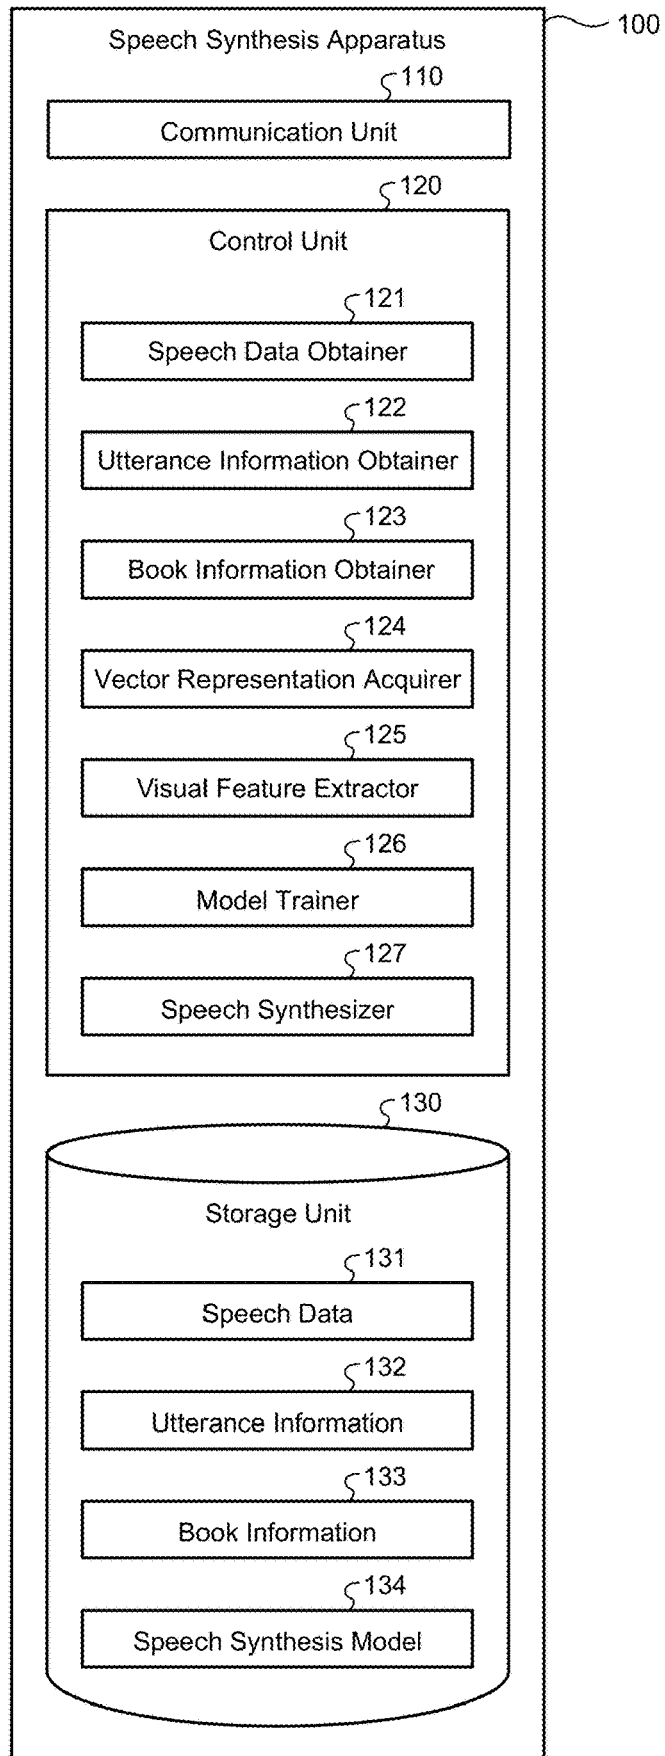 100
Speech Synthesis Apparatus
110
Communication Unit
120
Control Unit
121
Speech Data Obtainer
122
Utterance Information Obtainer
123
Book Information Obtainer
124
Vector Representation Acquirer
125
Visual Feature Extractor
126
Model Trainer
127
Speech Synthesizer
130
Storage Unit
131
Speech Data
132
Utterance Information
133
Book Information
134
Speech Synthesis Model